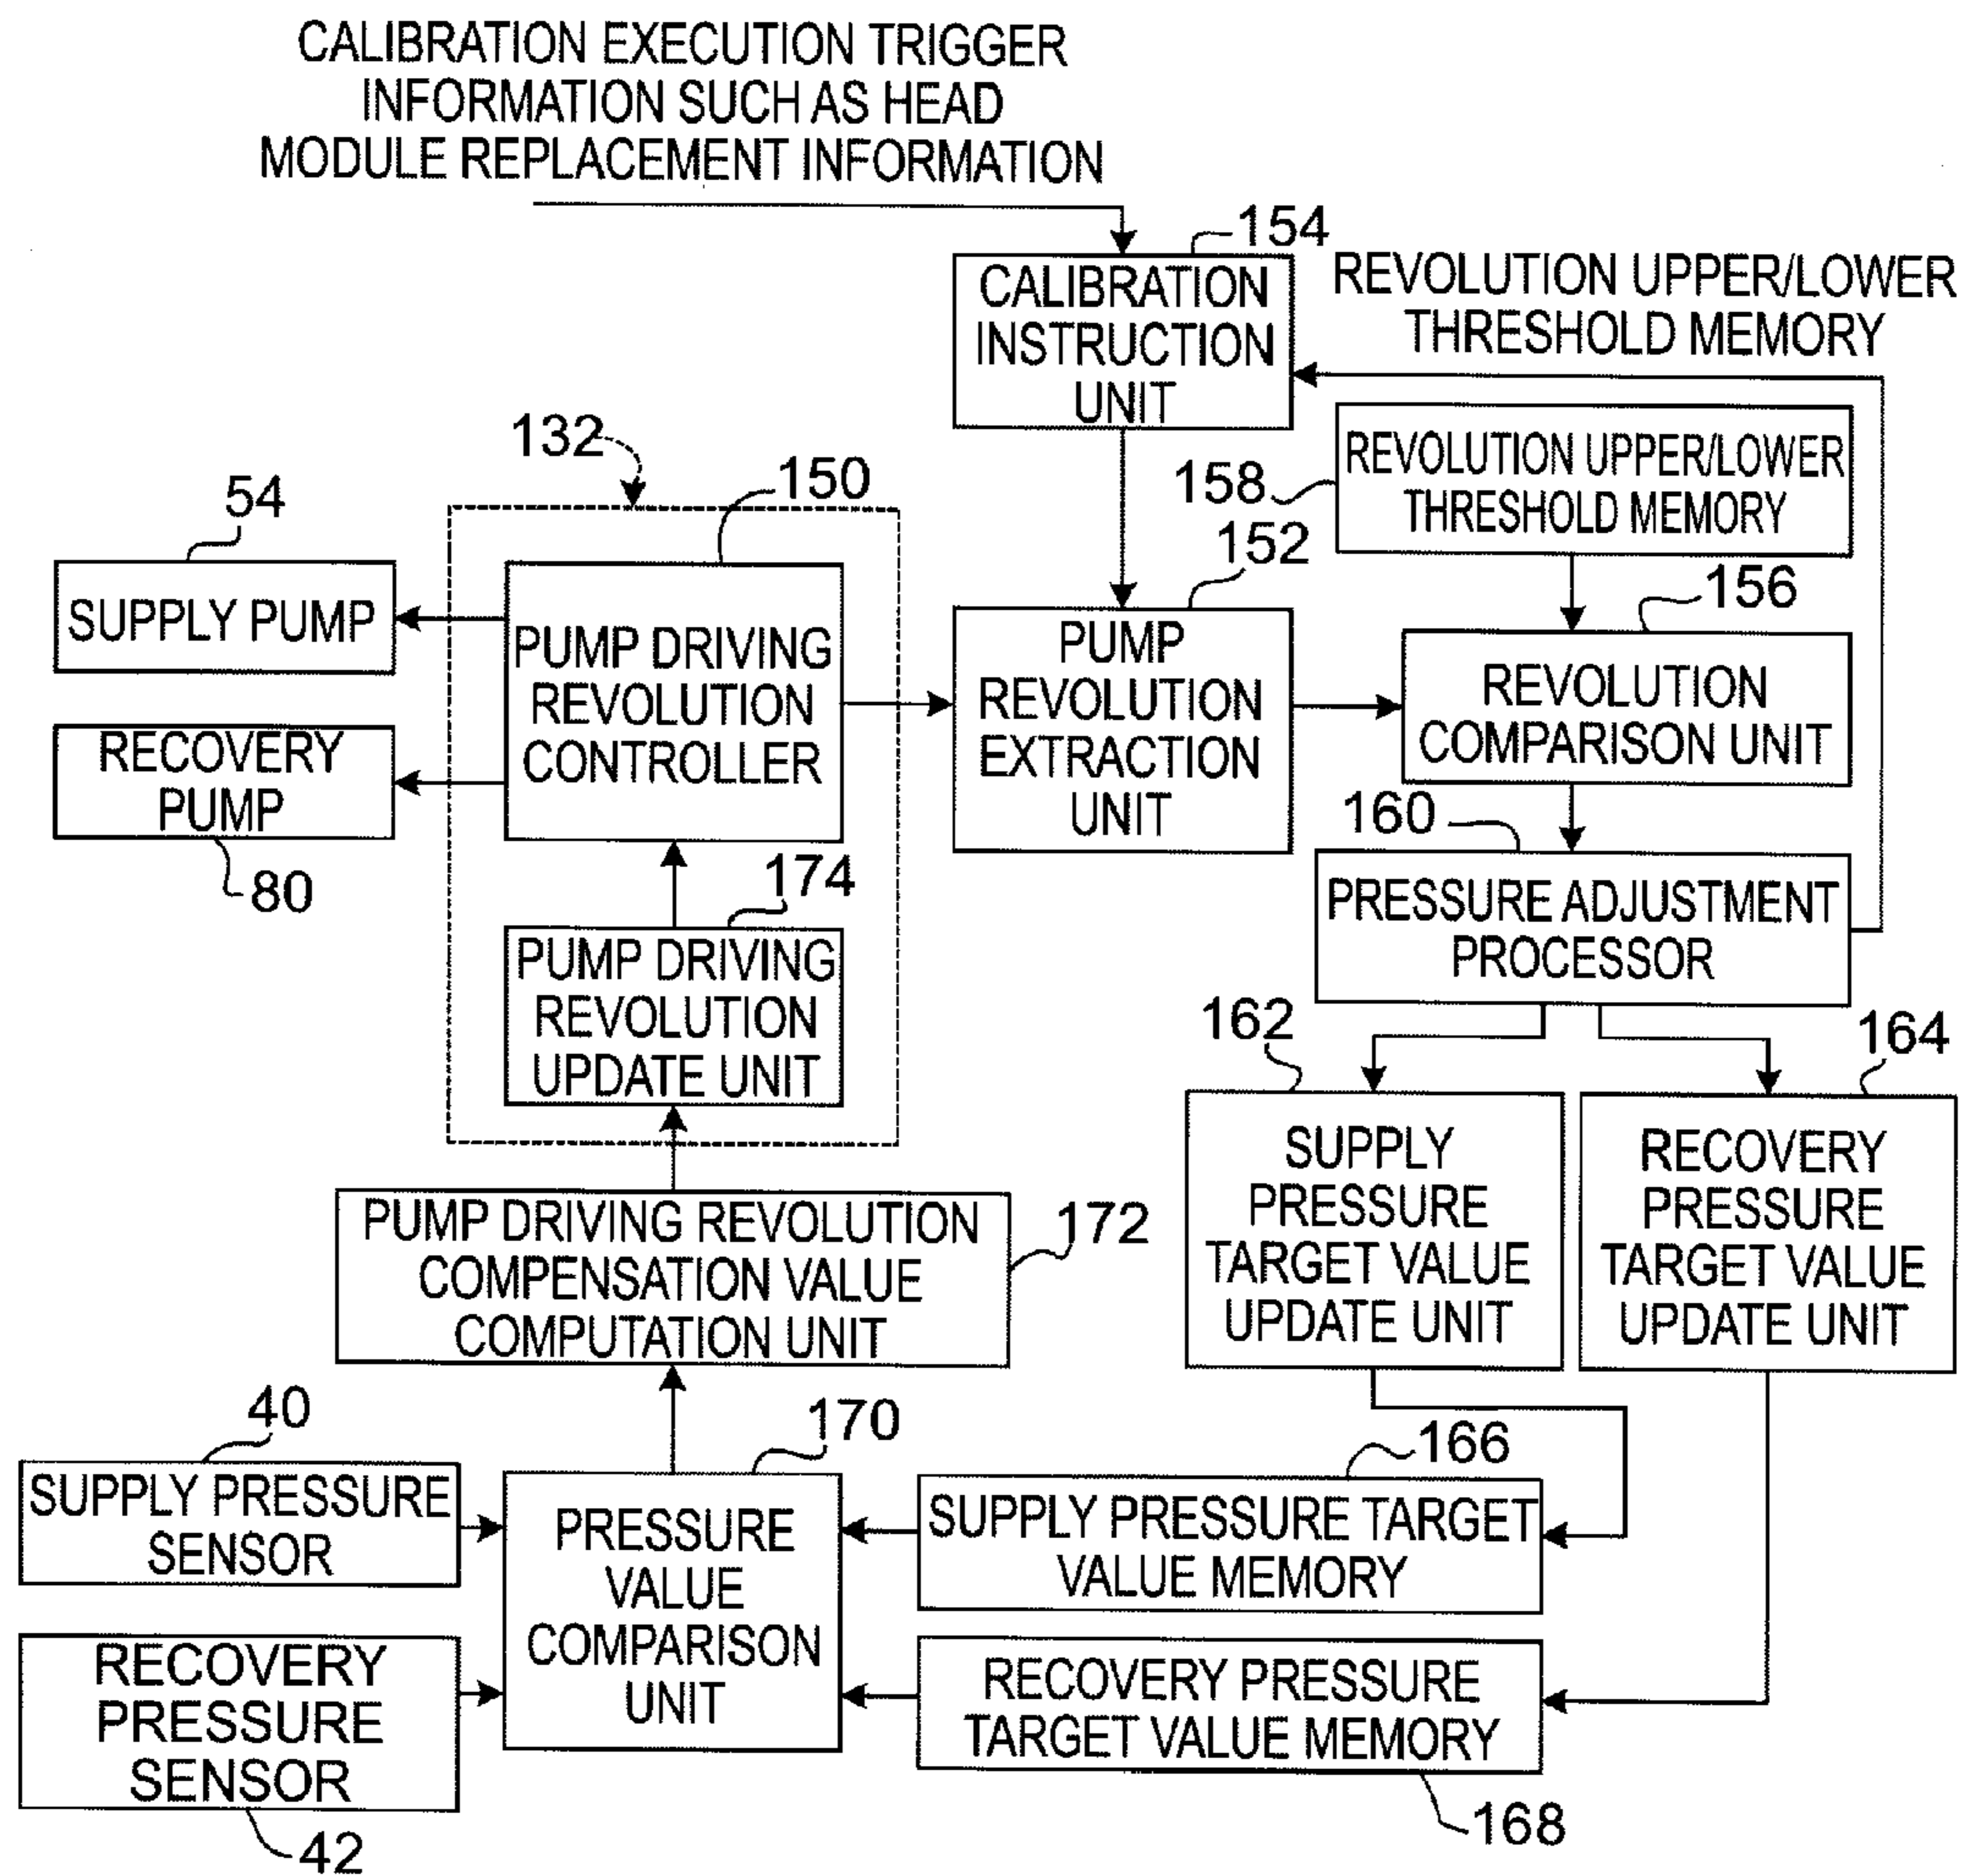 CALIBRATION EXECUTION TRIGGER
INFORMATION SUCH AS HEAD
MODULE REPLACEMENT INFORMATION
154
CALIBRATION
INSTRUCTION
UNIT
REVOLUTION UPPER/LOWER
THRESHOLD MEMORY
132
150
158
REVOLUTION UPPER/LOWER
THRESHOLD MEMORY
54
SUPPLY PUMP
PUMP DRIVING
REVOLUTION
CONTROLLER
152
PUMP
REVOLUTION
EXTRACTION
UNIT
156
REVOLUTION
COMPARISON UNIT
RECOVERY
PUMP
80
160
PRESSURE ADJUSTMENT
PROCESSOR
174
PUMP DRIVING
REVOLUTION
UPDATE UNIT
162
164
SUPPLY
PRESSURE
TARGET VALUE
UPDATE UNIT
RECOVERY
PRESSURE
TARGET VALUE
UPDATE UNIT
PUMP DRIVING REVOLUTION
COMPENSATION VALUE
COMPUTATION UNIT
172
40
170
166
SUPPLY PRESSURE
SENSOR
PRESSURE
VALUE
COMPARISON
UNIT
SUPPLY PRESSURE TARGET
VALUE MEMORY
RECOVERY
PRESSURE
SENSOR
RECOVERY PRESSURE
TARGET VALUE MEMORY
42
168